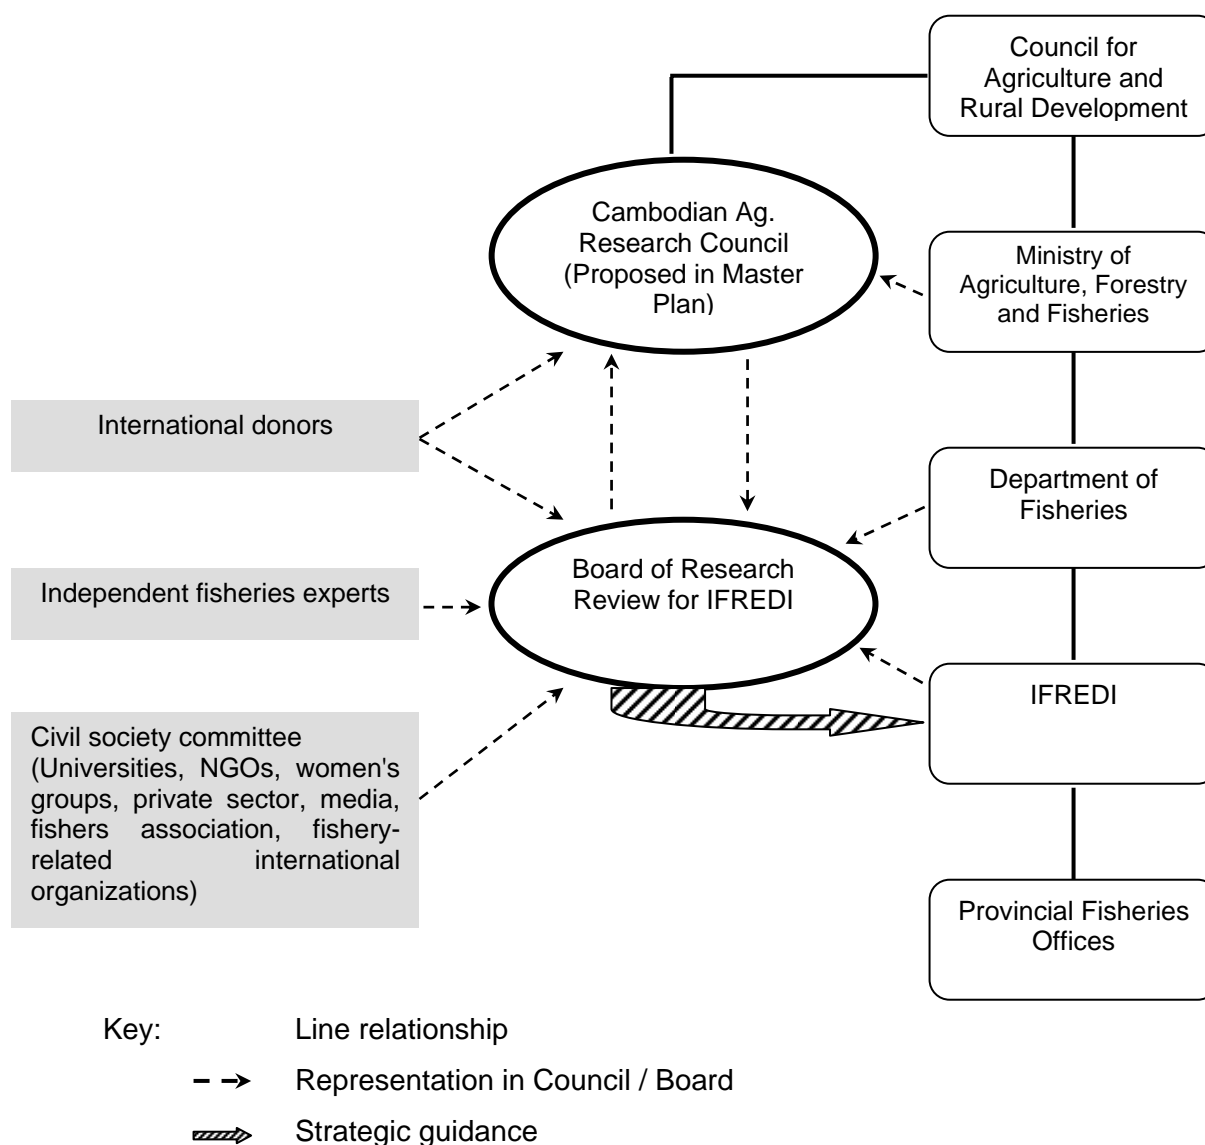 Council for
Agriculture and
Rural Development
Cambodian Ag.
Research Council
(Proposed in Master
Plan)
Ministry of
Agriculture, Forestry
and Fisheries
International donors
Department of
Fisheries
Independent fisheries experts
Board of Research
Review for IFREDI
IFREDI
Civil society committee
(Universities, NGOs, women's
groups, private sector, media,
fishers association, fishery-
related international
organizations)
Provincial Fisheries
Offices
Key:
Line relationship
Representation in Council / Board
Strategic guidance